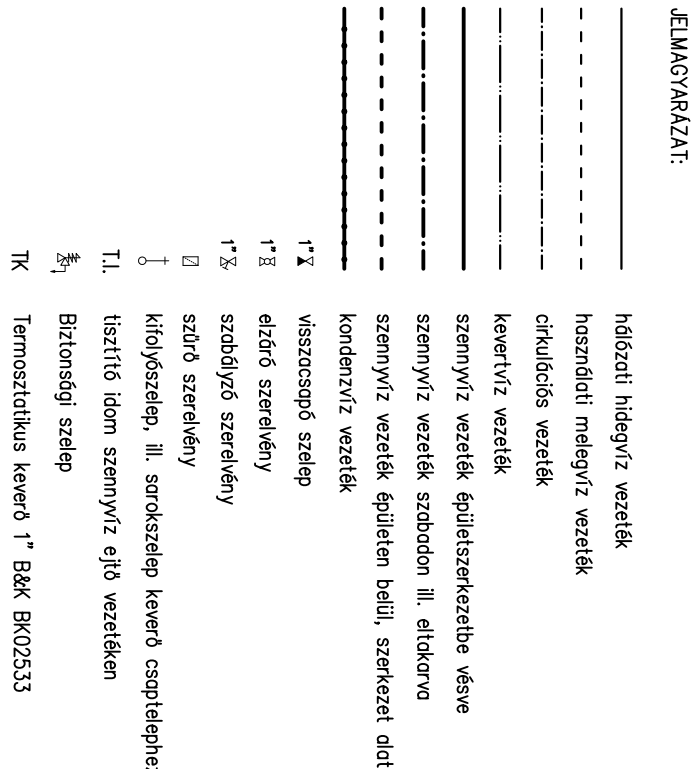 JELMAGYARÁZAT:
hálózati hidegvíz vezeték
használati melegvíz vezeték
cirkulációs vezeték
kevertvíz vezeték
szennyvíz vezeték épületszerkezetbe vésve
szennyvíz vezeték szabadon ill. eltakarva
szennyvíz vezeték épületen belül, szerkezet alat
kondenzvíz vezeték
1" visszacsapó szelep
1" elzáró szerelvény
1" szabályzó szerelvény
szűrő szerelvény
kifolyószelep, ill. sarokszelep keverő csaptelephez
T.I. tisztító idom szennyvíz ejtő vezetéken
Biztonsági szelep
TK Termosztatikus keverő 1" B&K BK02533